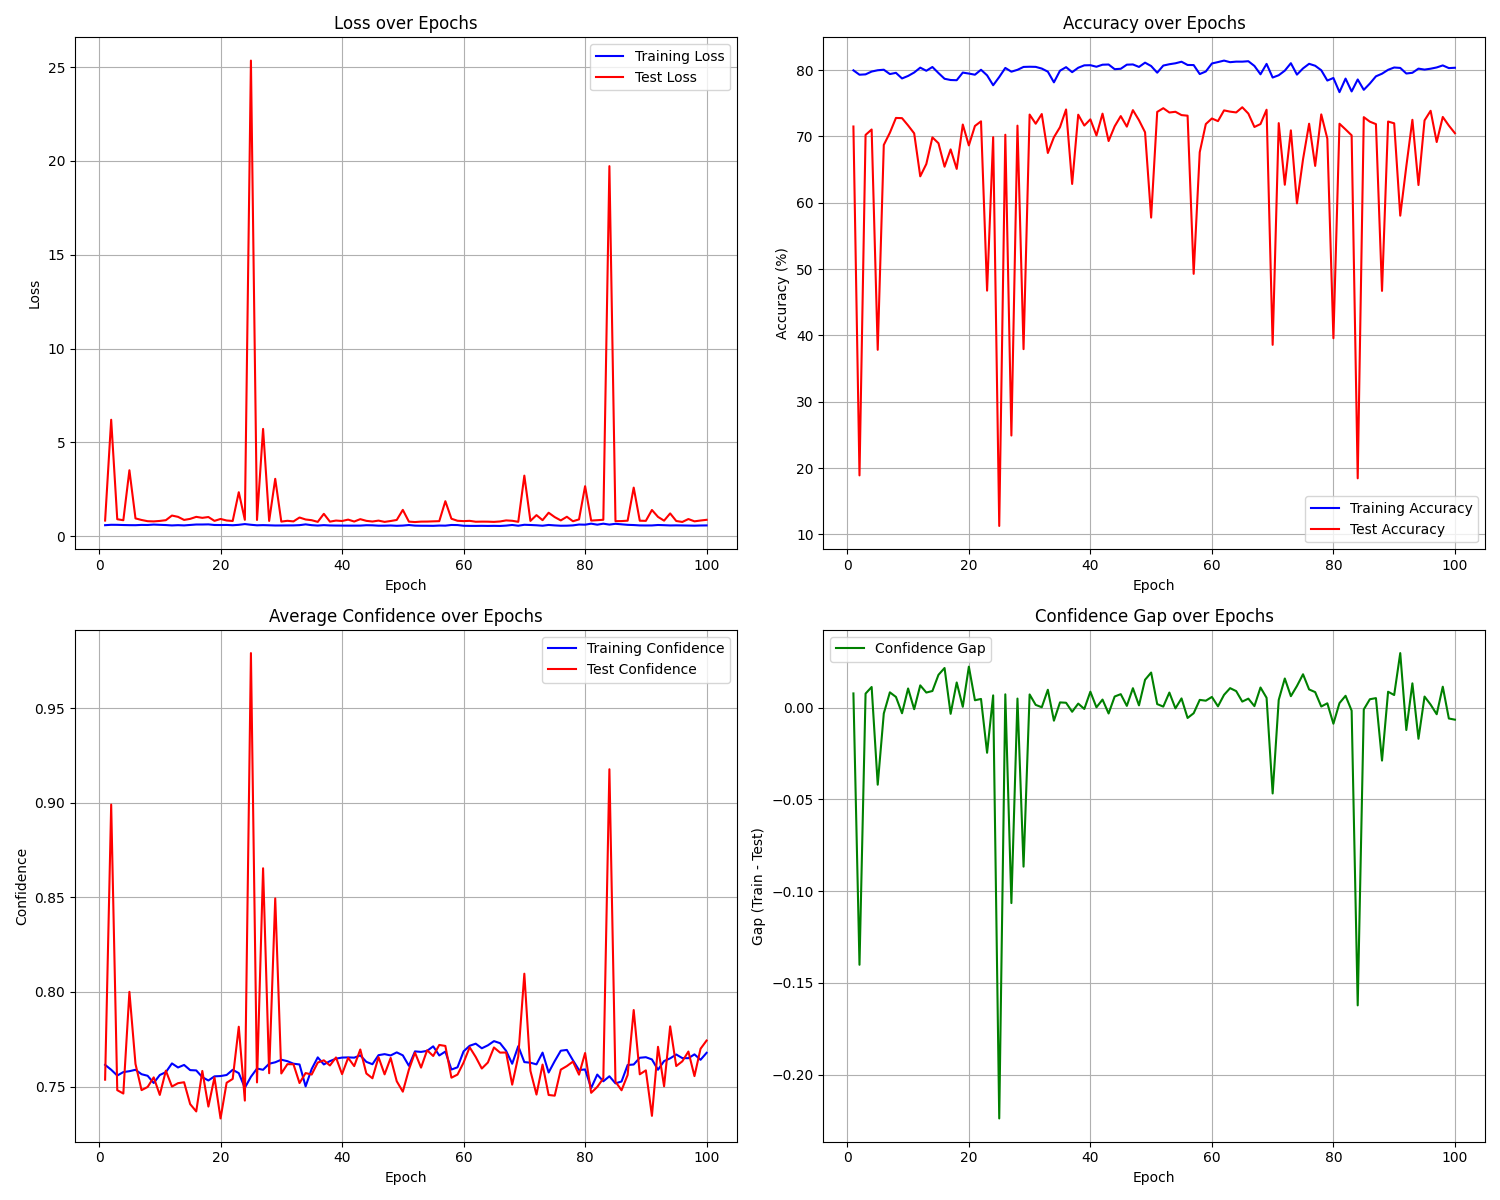 Loss over Epochs
Training Loss
Test Loss
25
20
15
10
5
0
Loss
0 20 40 60 80 100
Epoch
Accuracy over Epochs
80
70
60
50
40
30
20
10
Accuracy (%)
Training Accuracy
Test Accuracy
0 20 40 60 80 100
Epoch
Average Confidence over Epochs
Training Confidence
Test Confidence
0.95
0.90
0.85
0.80
0.75
Confidence
0 20 40 60 80 100
Epoch
Confidence Gap over Epochs
Confidence Gap
0.00
−0.05
−0.10
−0.15
−0.20
Gap (Train - Test)
0 20 40 60 80 100
Epoch